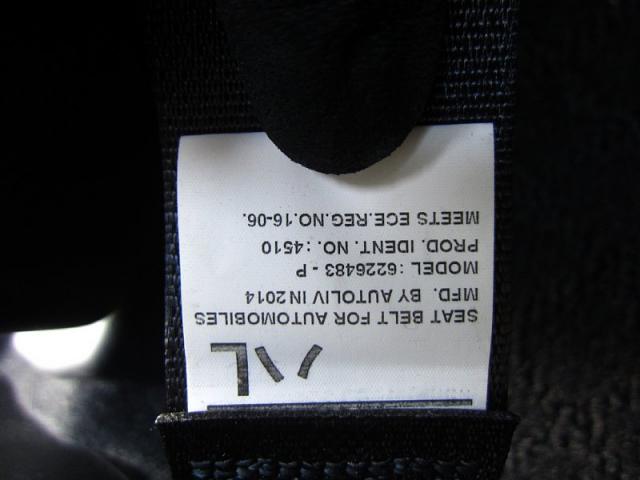 SEAT BELT FOR AUTOMOBILES
MFD. BY AUTOLIV IN 2014
MODEL : 6226483 - P
PROD. IDENT. NO. : 4510
MEETS ECE.REG.NO.16-06.